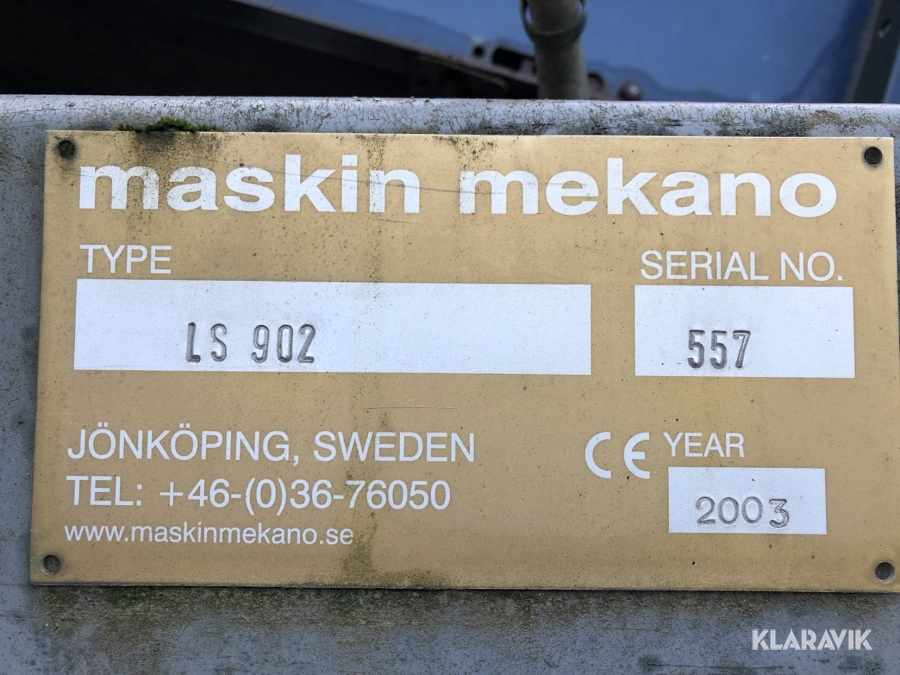 maskin mekano
TYPE
SERIAL NO.
LS 902
557
JÖNKÖPING, SWEDEN
CE YEAR
TEL: +46-(0)36-76050
2003
www.maskinmekano.se
KLARAVIK